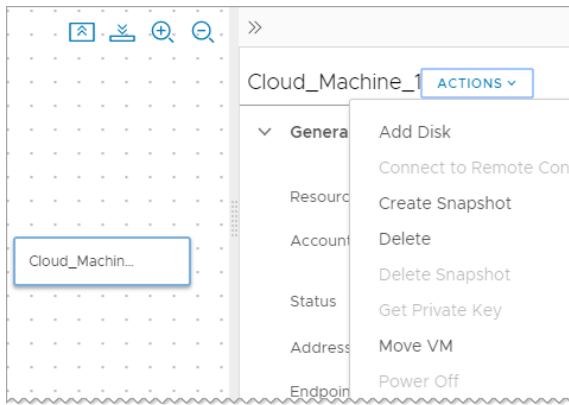 Cloud_Machine_1 ACTIONS
General
Add Disk
Connect to Remote Con
Resourc
Create Snapshot
Account
Delete
Cloud_Machin...
Delete Snapshot
Status
Get Private Key
Address
Move VM
Endpoin
Power Off